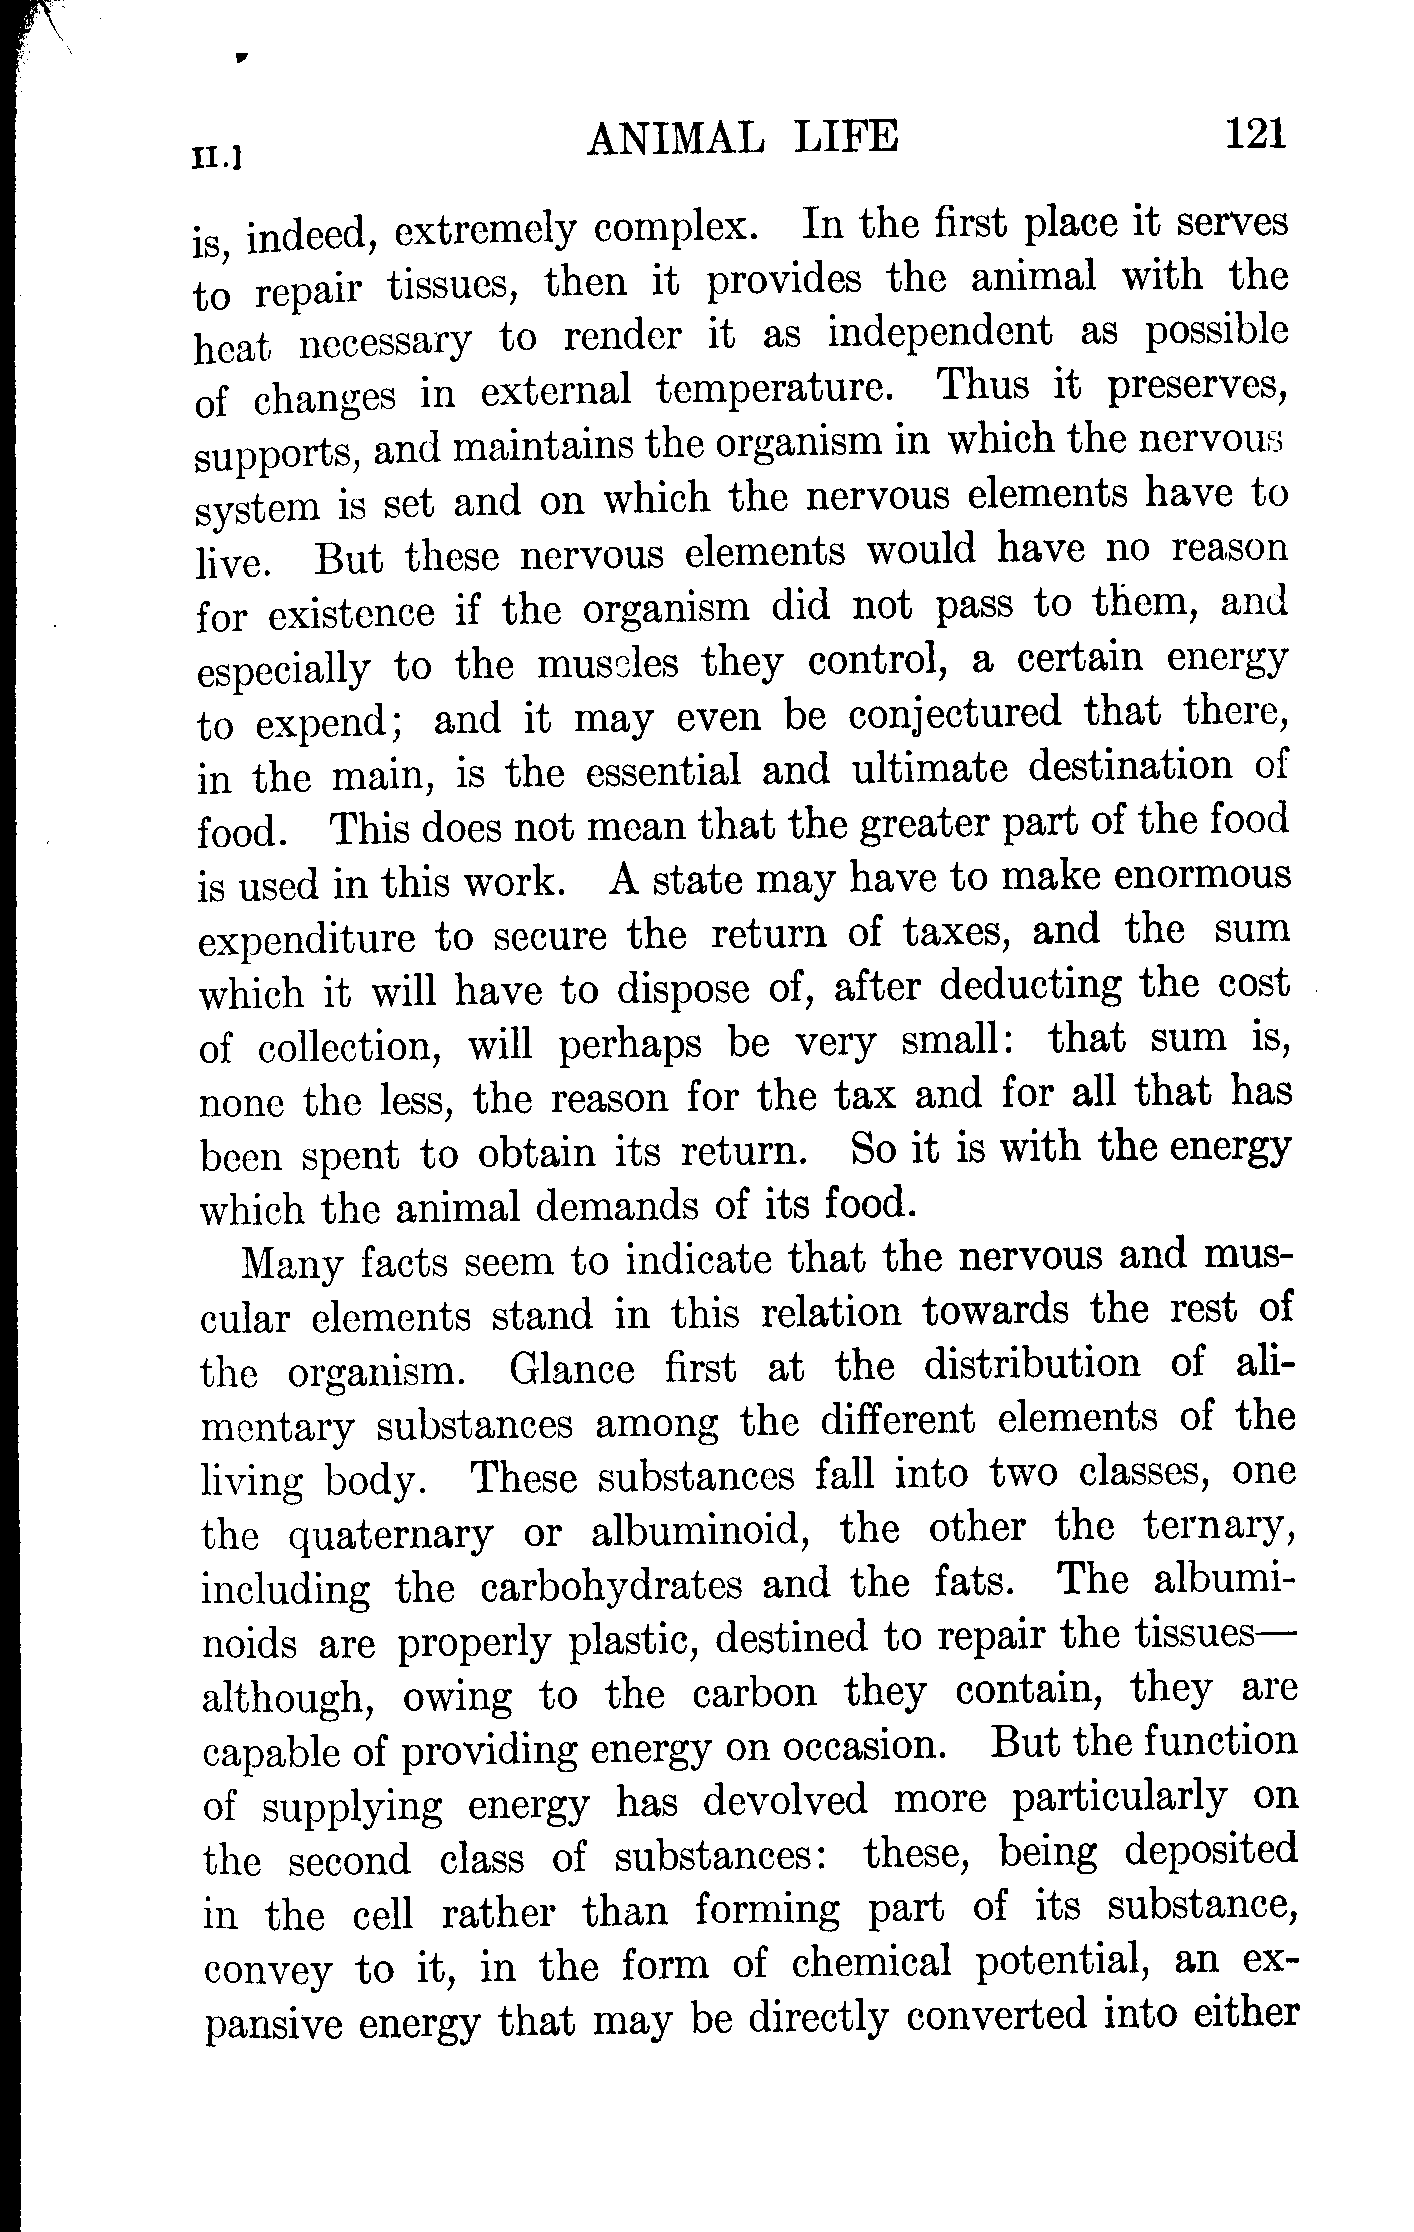 II.] ANIMAL LIFE 121
is, indeed, extremely complex. In the first place it serves
to repair tissues, then it provides the animal with the
heat necessary to render it as independent as possible
of changes in external temperature. Thus it preserves,
supports, and maintains the organism in which the nervous
system is set and on which the nervous elements have to
live. But these nervous elements would have no reason
for existence if the organism did not pass to them, and
especially to the muscles they control, a certain energy
to expend; and it may even be conjectured that there,
in the main, is the essential and ultimate destination of
food. This does not mean that the greater part of the food
is used in this work. A state may have to make enormous
expenditure to secure the return of taxes, and the sum
which it will have to dispose of, after deducting the cost
of collection, will perhaps be very small: that sum is,
none the less, the reason for the tax and for all that has
been spent to obtain its return. So it is with the energy
which the animal demands of its food.
Many facts seem to indicate that the nervous and mus-
cular elements stand in this relation towards the rest of
the organism. Glance first at the distribution of ali-
mentary substances among the different elements of the
living body. These substances fall into two classes, one
the quaternary or albuminoid, the other the ternary,
including the carbohydrates and the fats. The albumi-
noids are properly plastic, destined to repair the tissues—
although, owing to the carbon they contain, they are
capable of providing energy on occasion. But the function
of supplying energy has devolved more particularly on
the second class of substances: these, being deposited
in the cell rather than forming part of its substance,
convey to it, in the form of chemical potential, an ex-
pansive energy that may be directly converted into either